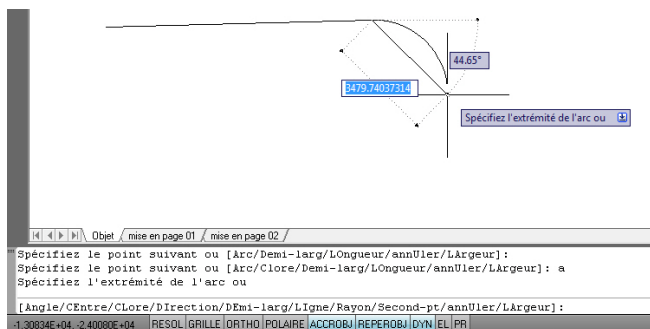 44.65°
3479.74037314
Spécifiez l'extrémité de l'arc ou
Objet / mise en page 01 / mise en page 02 /
Spécifiez le point suivant ou [Arc/Demi-larg/LOngueur/annUler/LArgeur]:
Spécifiez le point suivant ou [Arc/Clore/Demi-larg/LOngueur/annUler/LArgeur]: a
Spécifiez l'extrémité de l'arc ou
[Angle/CEntre/CLore/DIrection/DEmi-larg/LIgne/Rayon/Second-pt/annUler/LArgeur]:
-1.30834E+04, -2.40080E+04 RESOL GRILLE ORTHO POLAIRE ACCROBJ REPEROBJ DYN EL PR